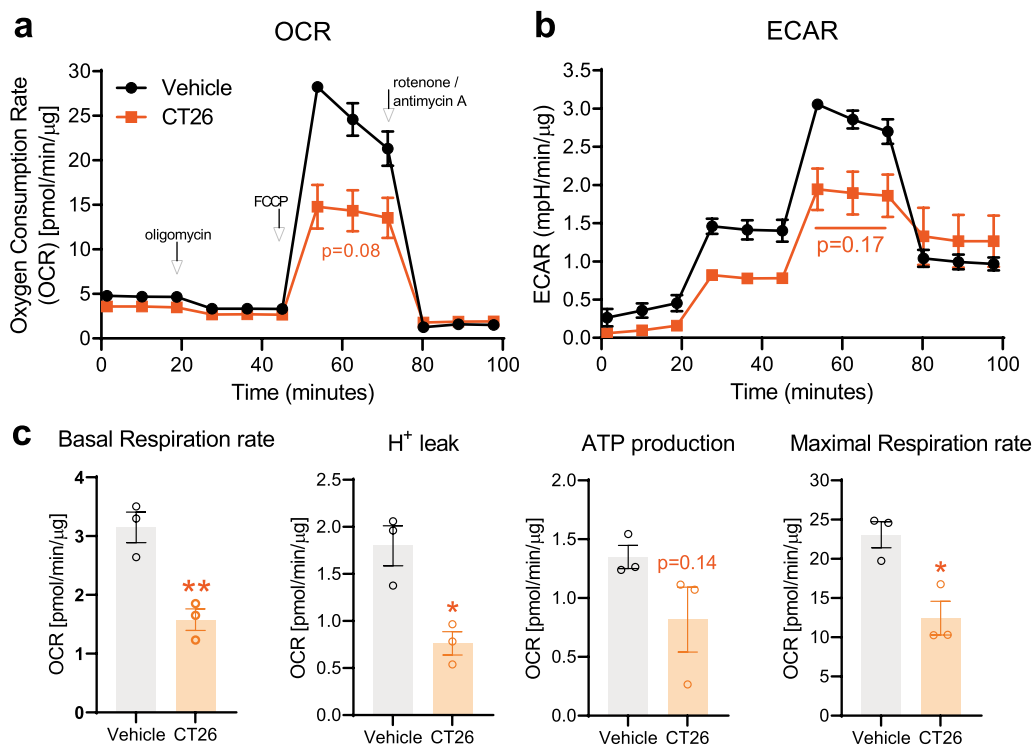 a
OCR
Oxygen Consumption Rate
(OCR) [pmol/min/μg]
30
25
20
15
10
5
0
Vehicle
CT26
oligomycin
FCCP
rotenone /
antimycin A
p=0.08
0 20 40 60 80 100
Time (minutes)
b
ECAR
ECAR (mpH/min/μg)
3.5
3.0
2.5
2.0
1.5
1.0
0.5
0.0
p=0.17
0 20 40 60 80 100
Time (minutes)
c
Basal Respiration rate
OCR [pmol/min/μg]
4
3
2
1
0
**
Vehicle CT26
H+ leak
OCR [pmol/min/μg]
2.5
2.0
1.5
1.0
0.5
0.0
*
Vehicle CT26
ATP production
OCR [pmol/min/μg]
2.0
1.5
1.0
0.5
0.0
p=0.14
Vehicle CT26
Maximal Respiration rate
OCR [pmol/min/μg]
30
25
20
15
10
5
0
*
Vehicle CT26